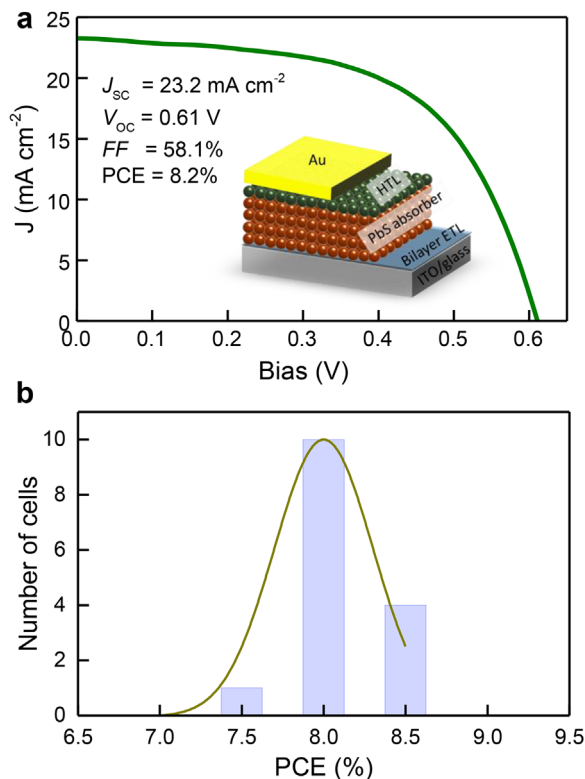 a
25
20
15
10
5
0
J (mA cm⁻²)
J_SC = 23.2 mA cm⁻²
V_OC = 0.61 V
FF = 58.1%
PCE = 8.2%
Au
HTL
PbS absorber
Bilayer ETL
ITO/glass
0.0 0.1 0.2 0.3 0.4 0.5 0.6
Bias (V)
b
10
8
6
4
2
0
Number of cells
6.5 7.0 7.5 8.0 8.5 9.0 9.5
PCE (%)